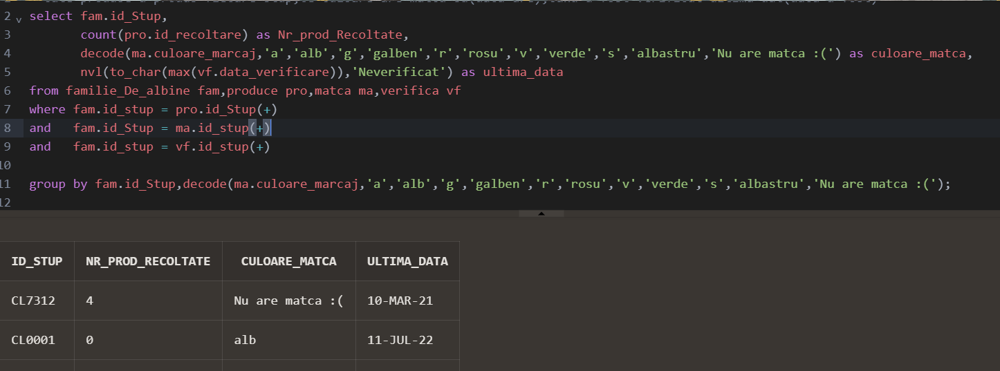 2 select fam.id_Stup,
3 count(pro.id_recoltare) as Nr_prod_Recoltate,
4 decode(ma.culoare_marcaj,'a','alb','g','galben','r','rosu','v','verde','s','albastru','Nu are matca :(') as culoare_matca,
5 nvl(to_char(max(vf.data_verificare)),'Neverificat') as ultima_data
6 from familie_De_albine fam,produce pro,matca ma,verifica vf
7 where fam.id_stup = pro.id_Stup(+)
8 and fam.id_Stup = ma.id_stup(+)
9 and fam.id_stup = vf.id_stup(+)
10
11 group by fam.id_Stup,decode(ma.culoare_marcaj,'a','alb','g','galben','r','rosu','v','verde','s','albastru','Nu are matca :(');
12
ID_STUP NR_PROD_RECOLTATE CULOARE_MATCA ULTIMA_DATA
CL7312 4 Nu are matca :( 10-MAR-21
CL0001 0 alb 11-JUL-22